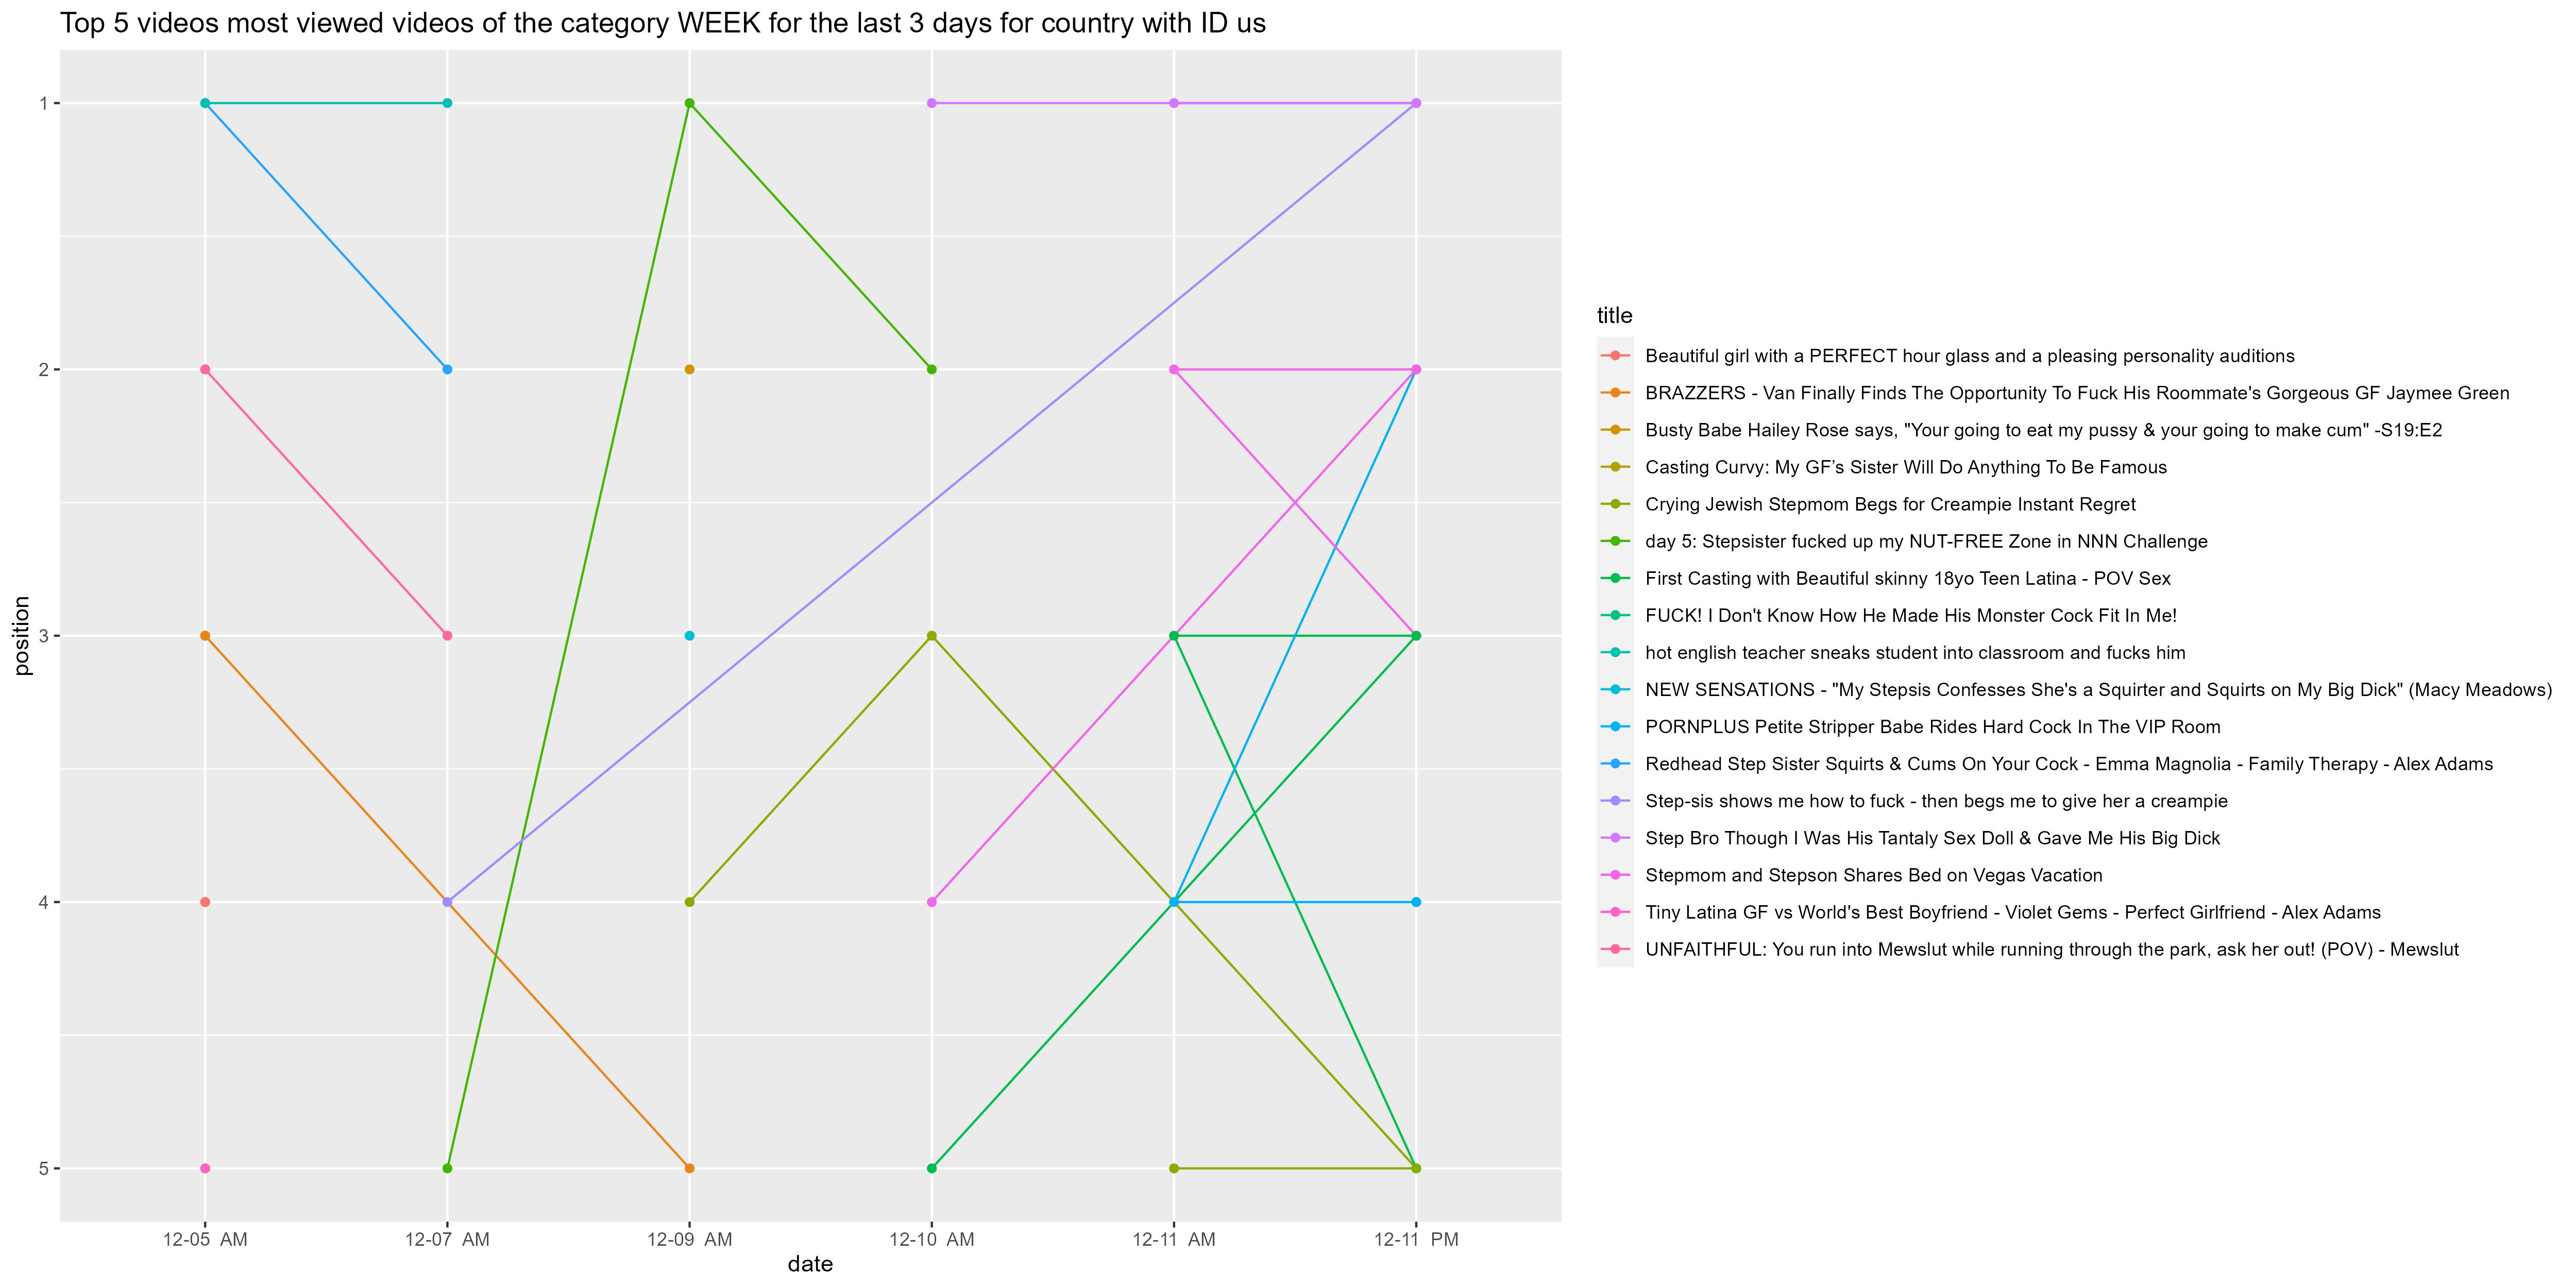 Top 5 videos most viewed videos of the category WEEK for the last 3 days for country with ID us
position
1
2
3
4
5
12-05 AM
12-07 AM
12-09 AM
12-10 AM
12-11 AM
12-11 PM
date
title
Beautiful girl with a PERFECT hour glass and a pleasing personality auditions
BRAZZERS - Van Finally Finds The Opportunity To Fuck His Roommate's Gorgeous GF Jaymee Green
Busty Babe Hailey Rose says, "Your going to eat my pussy & your going to make cum" -S19:E2
Casting Curvy: My GF’s Sister Will Do Anything To Be Famous
Crying Jewish Stepmom Begs for Creampie Instant Regret
day 5: Stepsister fucked up my NUT-FREE Zone in NNN Challenge
First Casting with Beautiful skinny 18yo Teen Latina - POV Sex
FUCK! I Don't Know How He Made His Monster Cock Fit In Me!
hot english teacher sneaks student into classroom and fucks him
NEW SENSATIONS - "My Stepsis Confesses She's a Squirter and Squirts on My Big Dick" (Macy Meadows)
PORNPLUS Petite Stripper Babe Rides Hard Cock In The VIP Room
Redhead Step Sister Squirts & Cums On Your Cock - Emma Magnolia - Family Therapy - Alex Adams
Step-sis shows me how to fuck - then begs me to give her a creampie
Step Bro Though I Was His Tantaly Sex Doll & Gave Me His Big Dick
Stepmom and Stepson Shares Bed on Vegas Vacation
Tiny Latina GF vs World's Best Boyfriend - Violet Gems - Perfect Girlfriend - Alex Adams
UNFAITHFUL: You run into Mewslut while running through the park, ask her out! (POV) - Mewslut